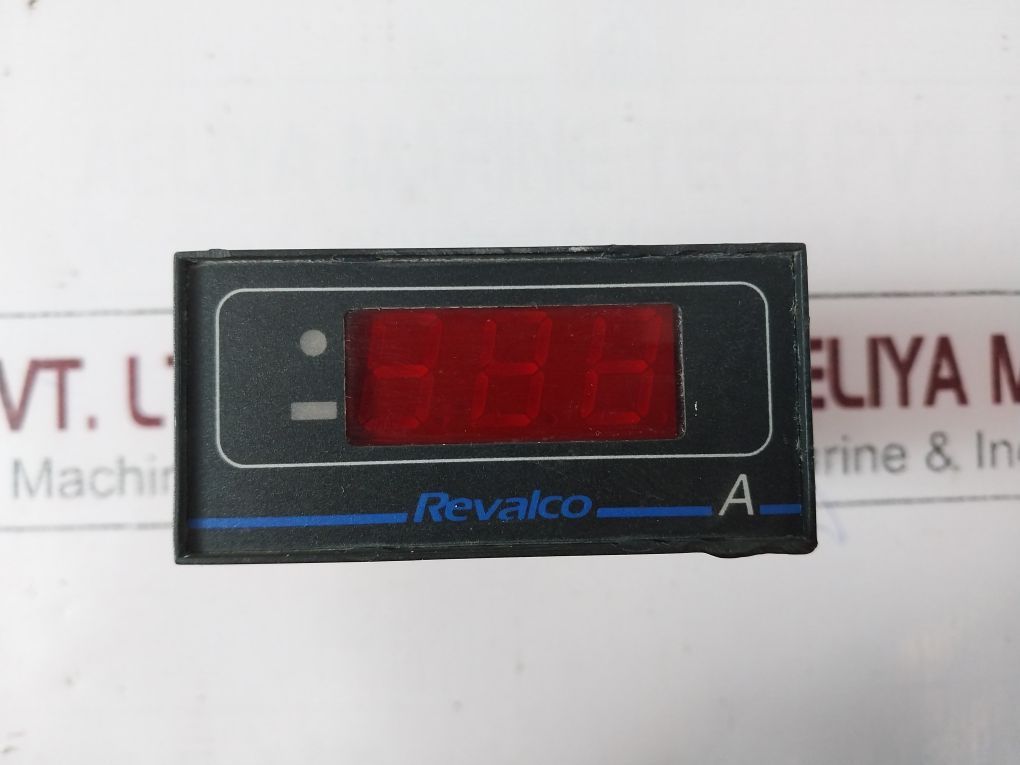 VT. L
ELIYA M
Machin
rine & In
Revalco
A